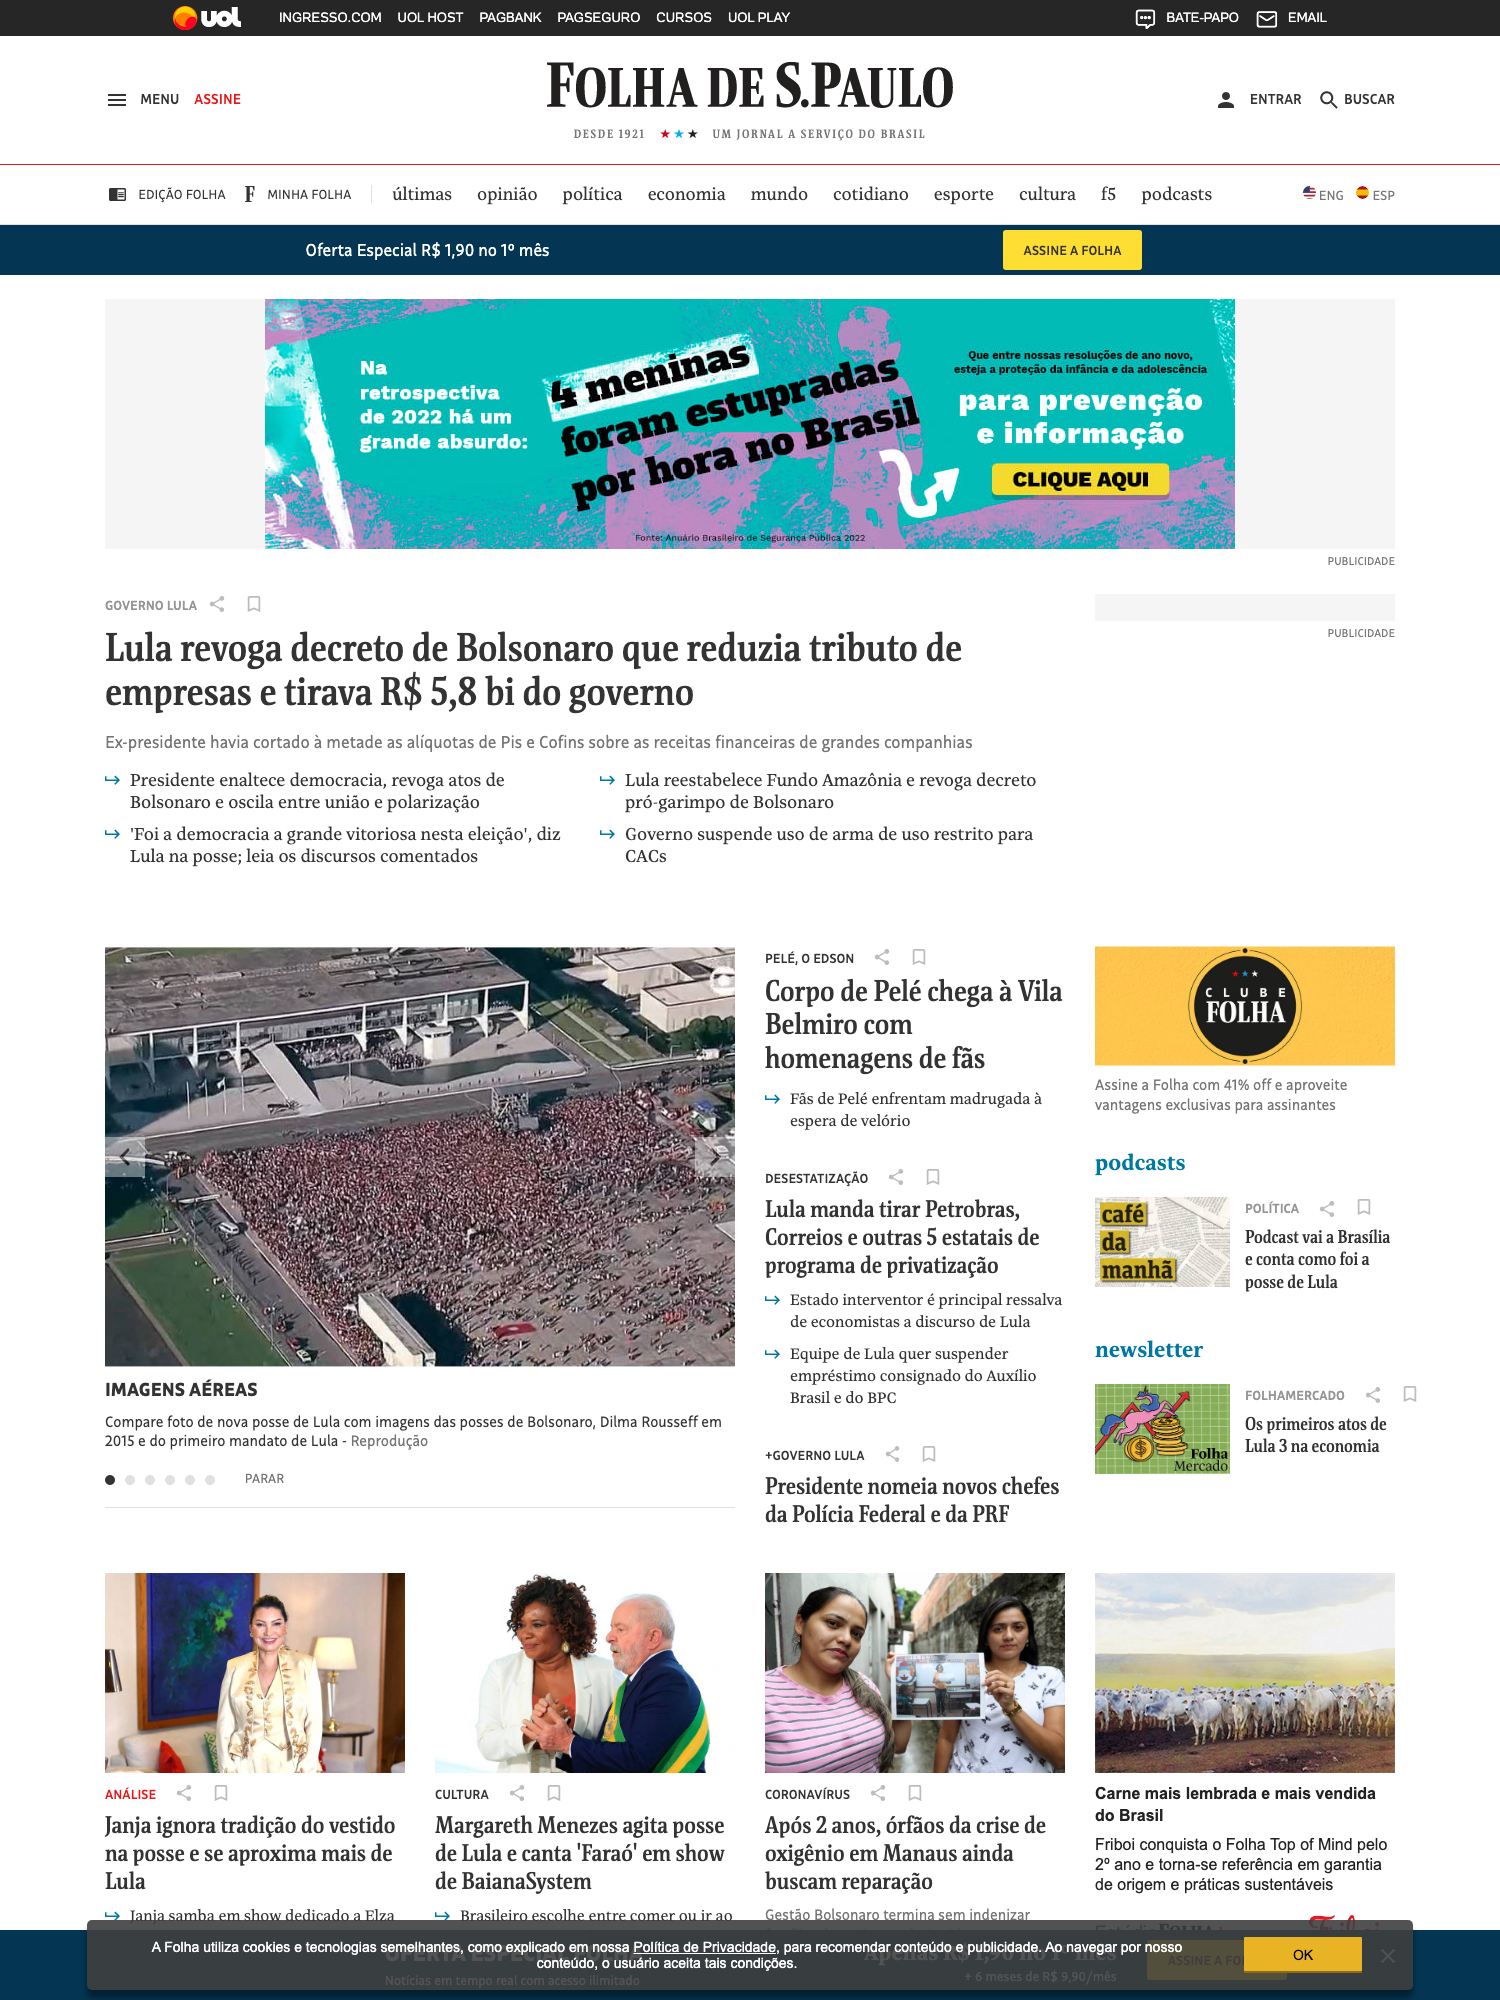 uol
INGRESSO.COM UOL HOST PAGBANK PAGSEGURO CURSOS UOL PLAY
BATE-PAPO EMAIL
MENU ASSINE
FOLHA DE S.PAULO
DESDE 1921 ★★★ UM JORNAL A SERVIÇO DO BRASIL
ENTRAR BUSCAR
EDIÇÃO FOLHA F MINHA FOLHA
últimas opinião política economia mundo cotidiano esporte cultura f5 podcasts
ENG ESP
Oferta Especial R$ 1,90 no 1º mês
ASSINE A FOLHA
Na
retrospectiva
de 2022 há um
grande absurdo:
4 meninas
foram estupradas
por hora no Brasil
Que entre nossas resoluções de ano novo,
esteja a proteção da infância e da adolescência
para prevenção
e informação
CLIQUE AQUI
Fonte: Anuário Brasileiro de Segurança Pública 2022
PUBLICIDADE
GOVERNO LULA
Lula revoga decreto de Bolsonaro que reduzia tributo de
empresas e tirava R$ 5,8 bi do governo
Ex-presidente havia cortado à metade as alíquotas de Pis e Cofins sobre as receitas financeiras de grandes companhias
Presidente enaltece democracia, revoga atos de
Bolsonaro e oscila entre união e polarização
'Foi a democracia a grande vitoriosa nesta eleição', diz
Lula na posse; leia os discursos comentados
Lula reestabelece Fundo Amazônia e revoga decreto
pró-garimpo de Bolsonaro
Governo suspende uso de arma de uso restrito para
CACs
PUBLICIDADE
IMAGENS AÉREAS
Compare foto de nova posse de Lula com imagens das posses de Bolsonaro, Dilma Rousseff em
2015 e do primeiro mandato de Lula - Reprodução
PARAR
PELÉ, O EDSON
Corpo de Pelé chega à Vila
Belmiro com
homenagens de fãs
Fãs de Pelé enfrentam madrugada à
espera de velório
DESESTATIZAÇÃO
Lula manda tirar Petrobras,
Correios e outras 5 estatais de
programa de privatização
Estado interventor é principal ressalva
de economistas a discurso de Lula
Equipe de Lula quer suspender
empréstimo consignado do Auxílio
Brasil e do BPC
+GOVERNO LULA
Presidente nomeia novos chefes
da Polícia Federal e da PRF
CLUBE
FOLHA
Assine a Folha com 41% off e aproveite
vantagens exclusivas para assinantes
podcasts
café
da
manhã
POLÍTICA
Podcast vai a Brasília
e conta como foi a
posse de Lula
newsletter
Folha
Mercado
FOLHAMERCADO
Os primeiros atos de
Lula 3 na economia
ANÁLISE
Janja ignora tradição do vestido
na posse e se aproxima mais de
Lula
Janja samba em show dedicado a Elza
CULTURA
Margareth Menezes agita posse
de Lula e canta 'Faraó' em show
de BaianaSystem
Brasileiro escolhe entre comer ou ir ao
CORONAVÍRUS
Após 2 anos, órfãos da crise de
oxigênio em Manaus ainda
buscam reparação
Gestão Bolsonaro termina sem indenizar
Carne mais lembrada e mais vendida
do Brasil
Friboi conquista o Folha Top of Mind pelo
2º ano e torna-se referência em garantia
de origem e práticas sustentáveis
A Folha utiliza cookies e tecnologias semelhantes, como explicado em nossa Política de Privacidade, para recomendar conteúdo e publicidade. Ao navegar por nosso
conteúdo, o usuário aceita tais condições.
OK
Notícias em tempo real com acesso ilimitado
Apenas R$ 1,90 no 1º mês
+ 6 meses de R$ 9,90/mês